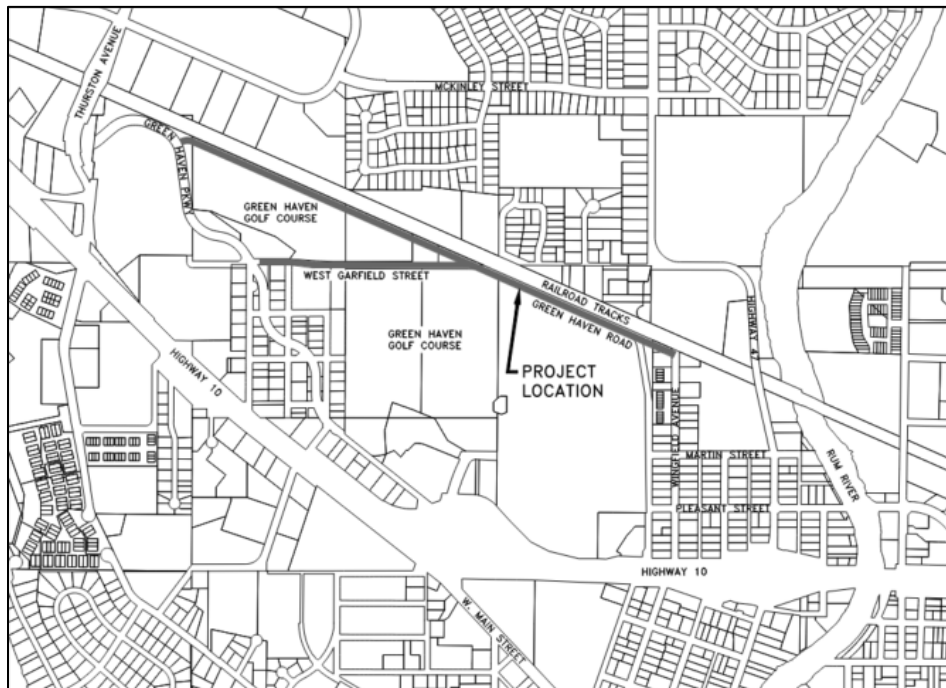 THURSTON AVENUE
MCKINLEY STREET
GREEN HAVEN PKWY
GREEN HAVEN
GOLF COURSE
WEST GARFIELD STREET
RAILROAD TRACKS
GREEN HAVEN ROAD
HIGHWAY 47
GREEN HAVEN
GOLF COURSE
HIGHWAY 10
PROJECT
LOCATION
WINGFIELD AVENUE
MARTIN STREET
RUM RIVER
PLEASANT STREET
HIGHWAY 10
W. MAIN STREET